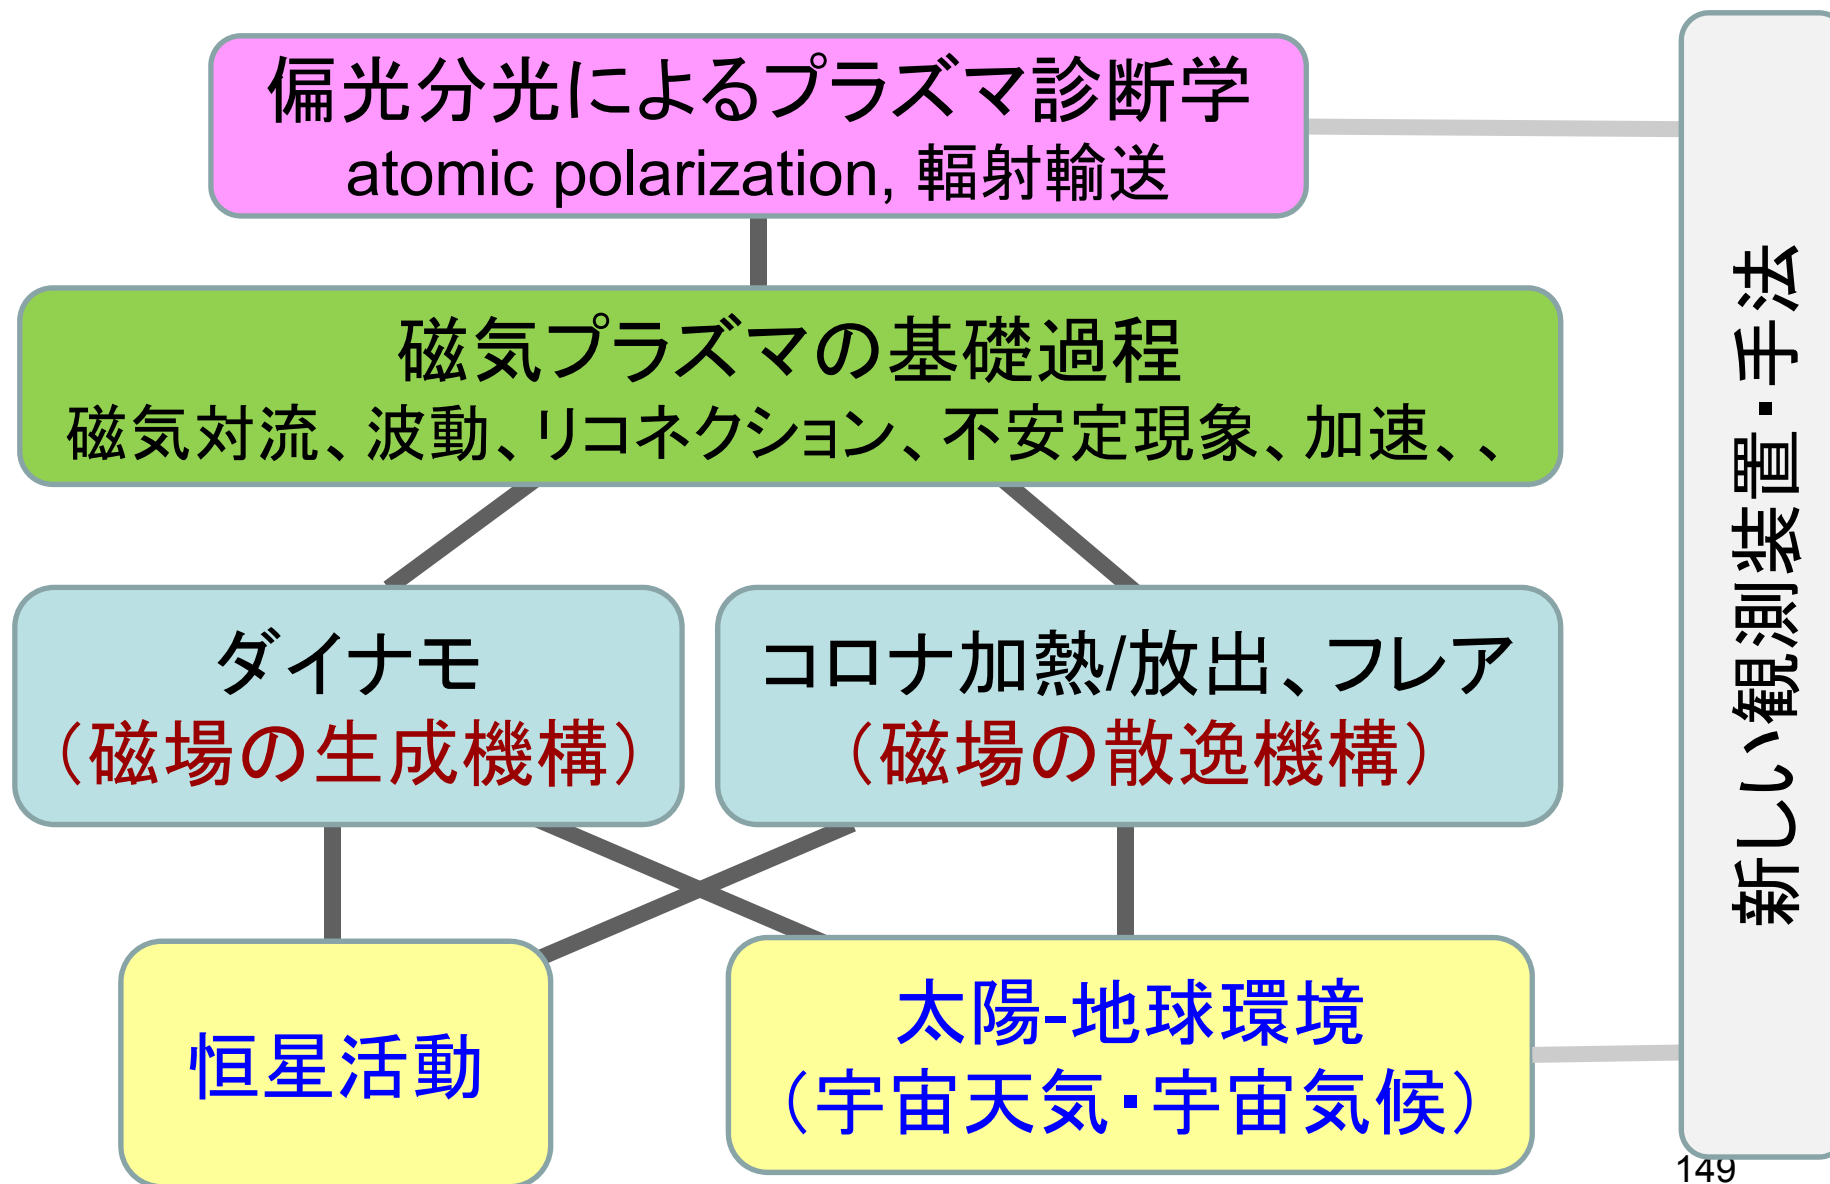 偏光分光によるプラズマ診断学
atomic polarization, 輻射輸送
磁気プラズマの基礎過程
磁気対流、波動、リコネクション、不安定現象、加速、、
ダイナモ
（磁場の生成機構）
コロナ加熱/放出、フレア
（磁場の散逸機構）
恒星活動
太陽-地球環境
（宇宙天気・宇宙気候）
新しい観測装置・手法
149